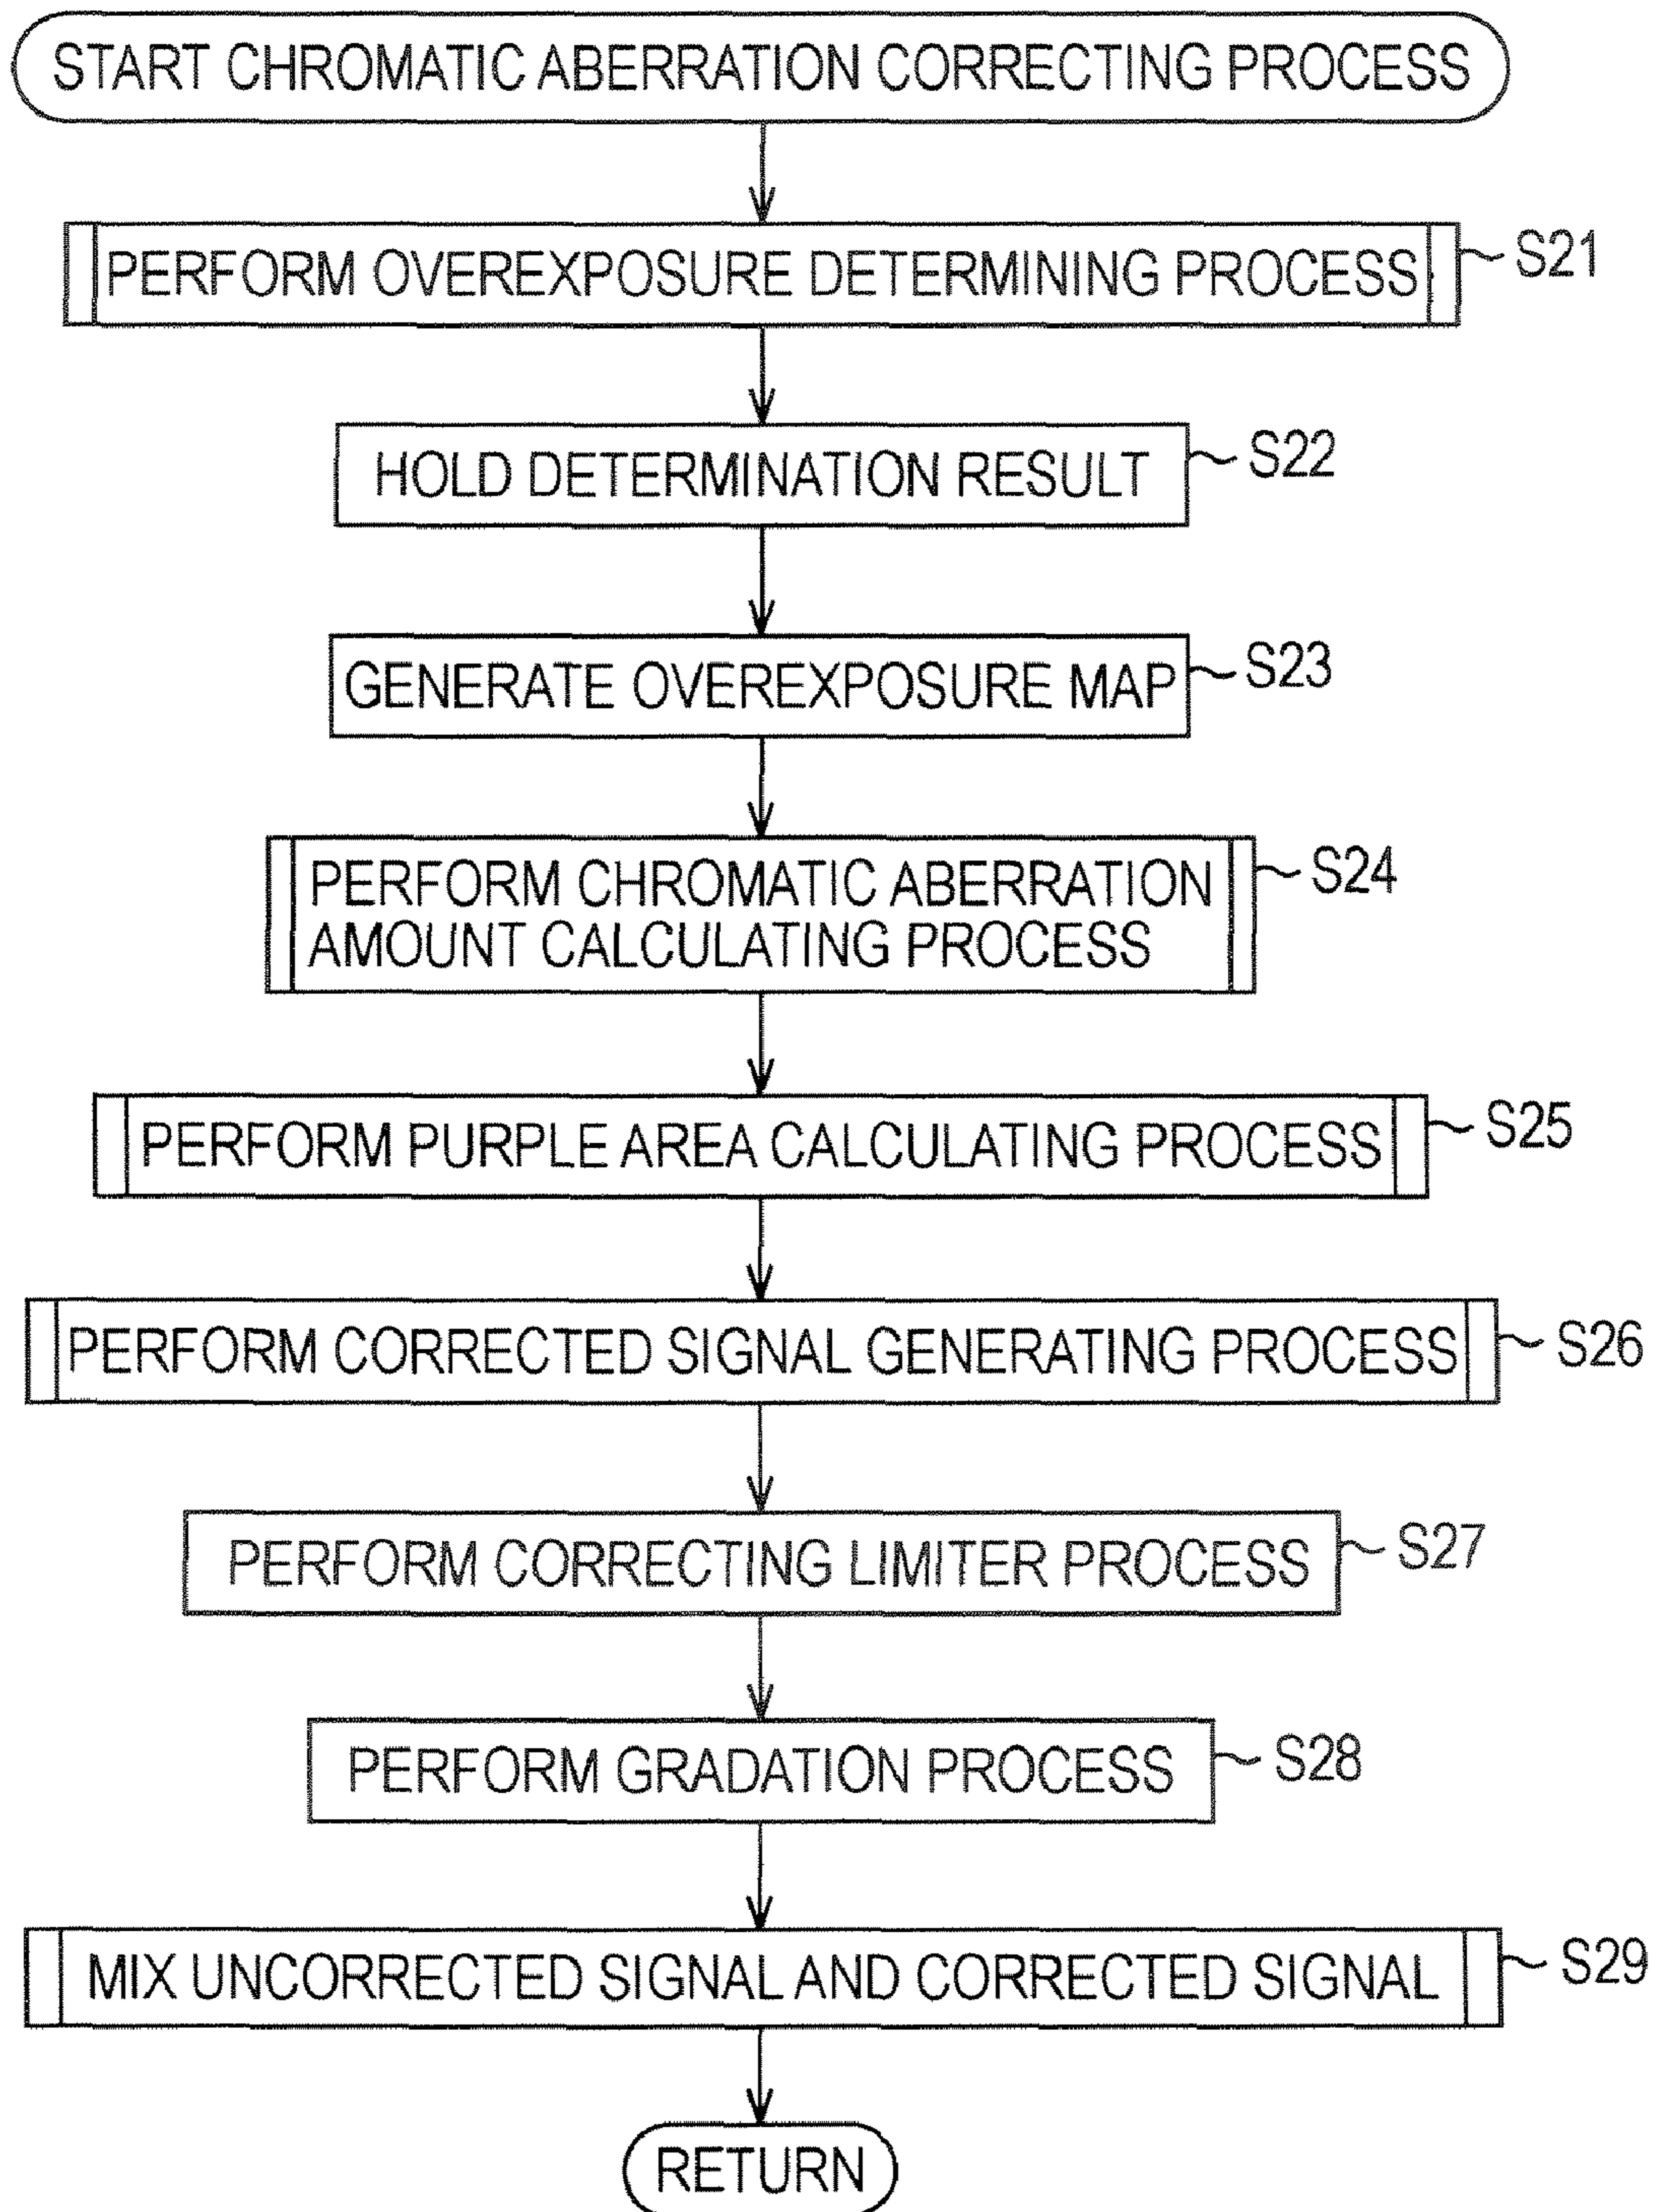 START CHROMATIC ABERRATION CORRECTING PROCESS
PERFORM OVEREXPOSURE DETERMINING PROCESS S21
HOLD DETERMINATION RESULT S22
GENERATE OVEREXPOSURE MAP S23
PERFORM CHROMATIC ABERRATION S24
AMOUNT CALCULATING PROCESS
PERFORM PURPLE AREA CALCULATING PROCESS S25
PERFORM CORRECTED SIGNAL GENERATING PROCESS S26
PERFORM CORRECTING LIMITER PROCESS S27
PERFORM GRADATION PROCESS S28
MIX UNCORRECTED SIGNAL AND CORRECTED SIGNAL S29
RETURN